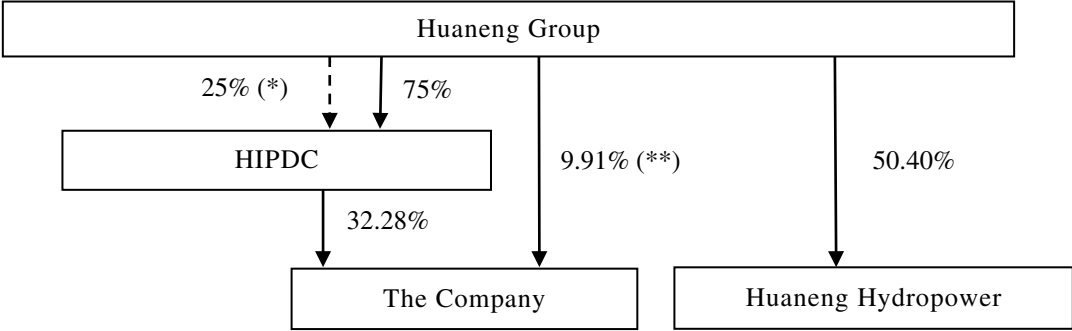 Huaneng Group
25% (*)
75%
HIPDC
9.91% (**)
50.40%
32.28%
The Company
Huaneng Hydropower